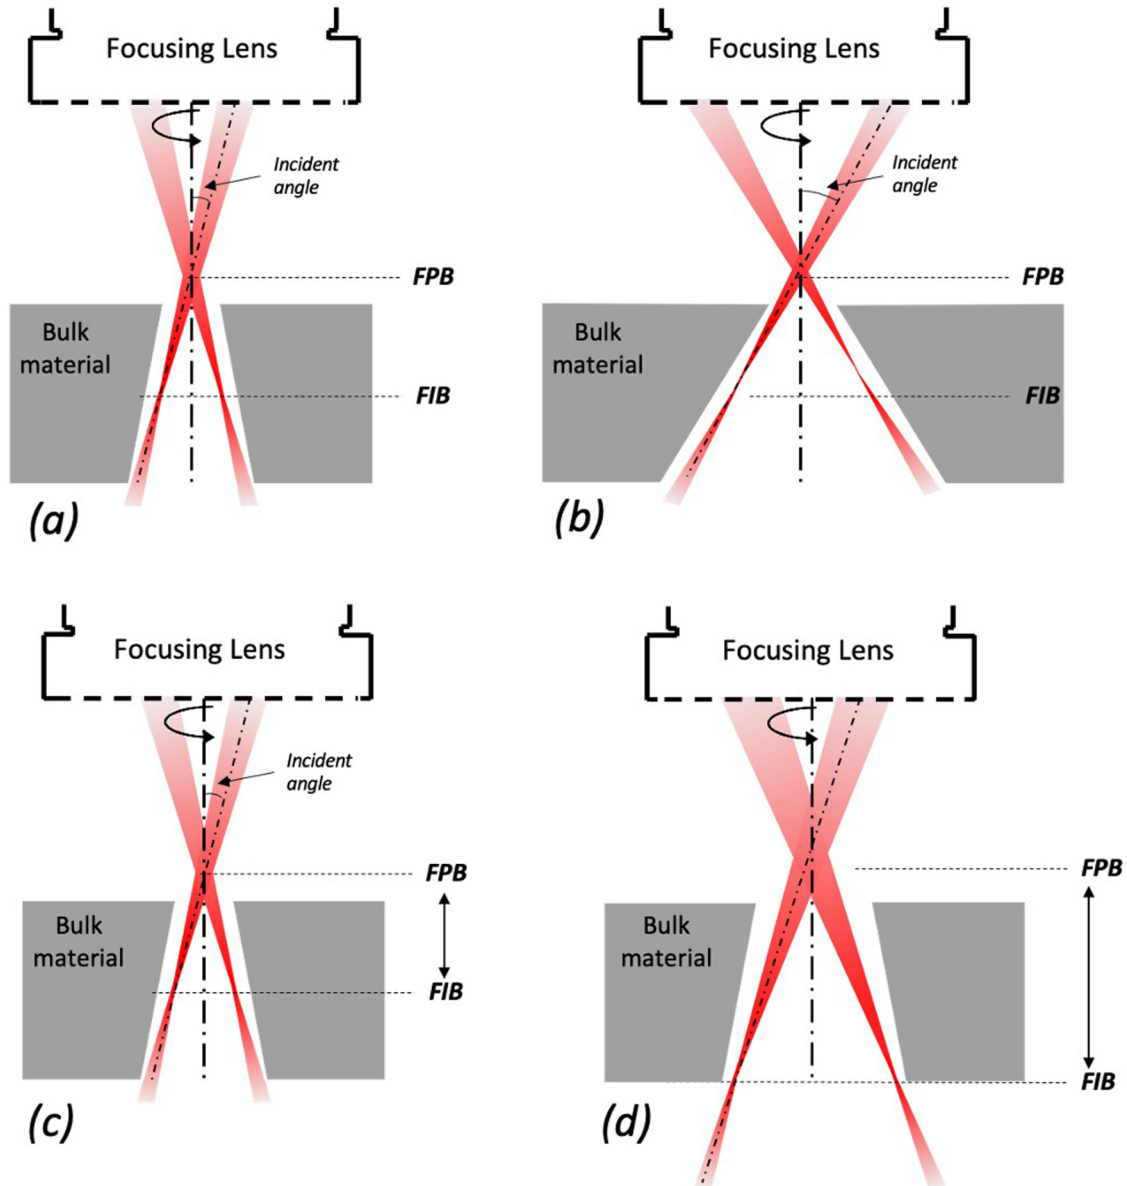 Focusing Lens
Incident
angle
FPB
Bulk
material
FIB
(a)
Focusing Lens
Incident
angle
FPB
Bulk
material
FIB
(b)
Focusing Lens
Incident
angle
FPB
Bulk
material
FIB
(c)
Focusing Lens
FPB
Bulk
material
FIB
(d)